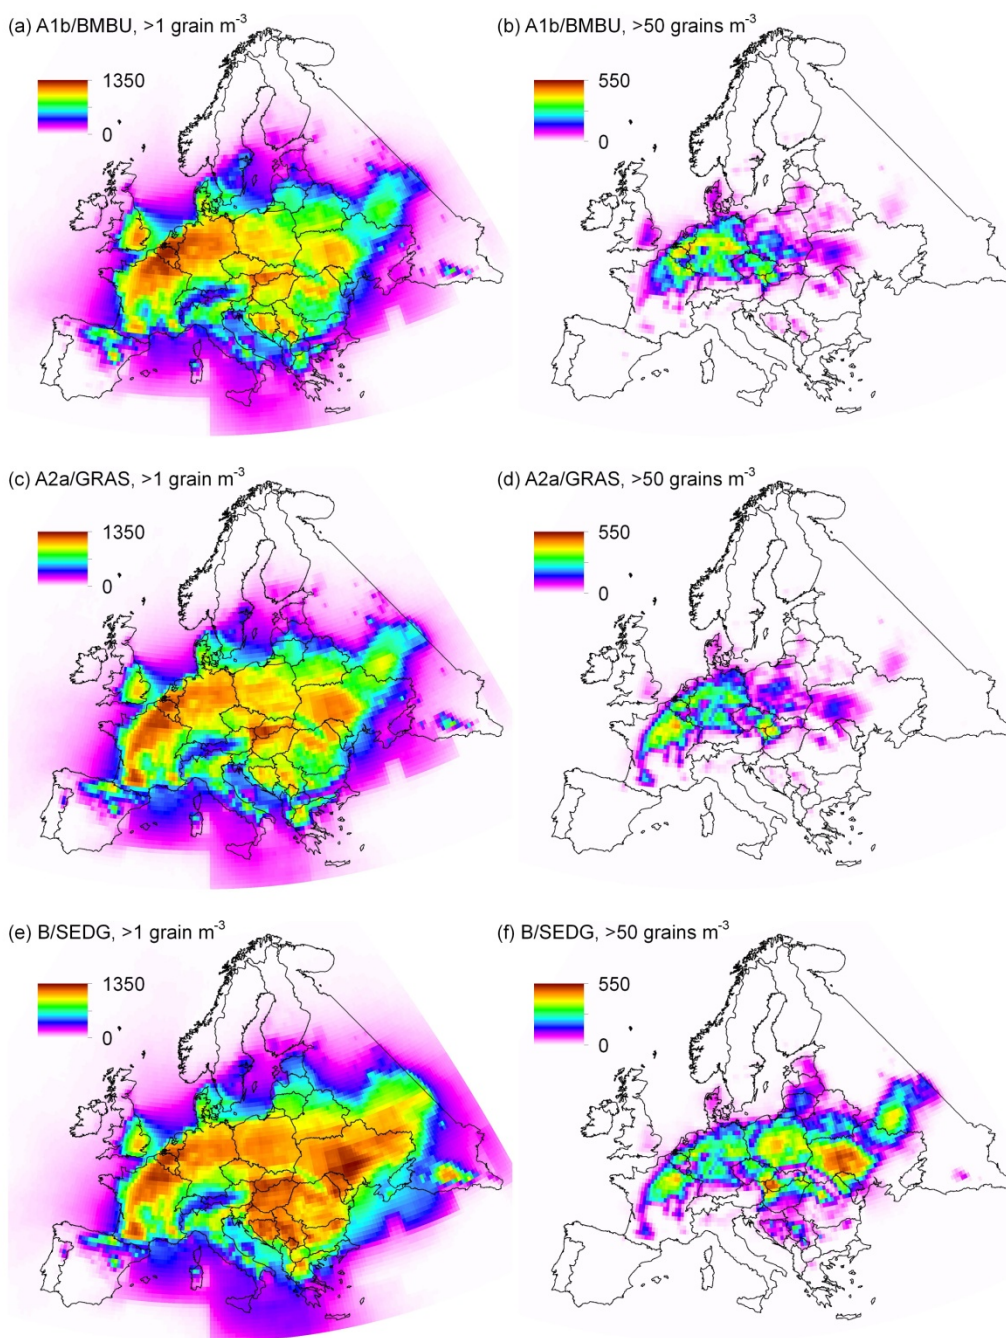 (a) A1b/BMBU, >1 grain m⁻³
(b) A1b/BMBU, >50 grains m⁻³
1350
0
550
0
(c) A2a/GRAS, >1 grain m⁻³
(d) A2a/GRAS, >50 grains m⁻³
1350
0
550
0
(e) B/SEDG, >1 grain m⁻³
(f) B/SEDG, >50 grains m⁻³
1350
0
550
0